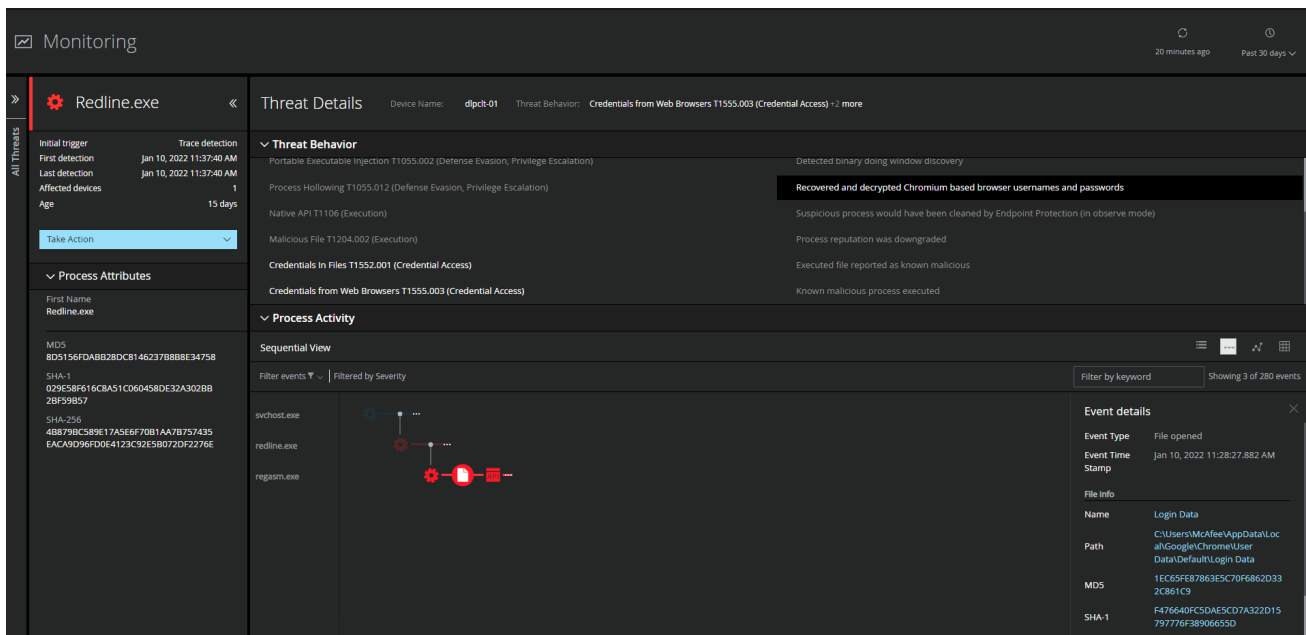 Monitoring
20 minutes ago
Past 30 days
All Threats
Redline.exe
Initial trigger Trace detection
First detection Jan 10, 2022 11:37:40 AM
Last detection Jan 10, 2022 11:37:40 AM
Affected devices 1
Age 15 days
Take Action
Process Attributes
First Name
Redline.exe
MD5
8D5156FDABB28DC8146237B8B8E34758
SHA-1
029E58F616C8A51C060458DE32A302BB
2BF59B57
SHA-256
4B879BC589E17A5E6F70B1AA7B757435
EACA9D96FD0E4123C92E5B072DF2276E
Threat Details Device Name: dlpclt-01 Threat Behavior: Credentials from Web Browsers T1555.003 (Credential Access) +2 more
Threat Behavior
Portable Executable Injection T1055.002 (Defense Evasion, Privilege Escalation) Detected binary doing window discovery
Process Hollowing T1055.012 (Defense Evasion, Privilege Escalation) Recovered and decrypted Chromium based browser usernames and passwords
Native API T1106 (Execution) Suspicious process would have been cleaned by Endpoint Protection (in observe mode)
Malicious File T1204.002 (Execution) Process reputation was downgraded
Credentials In Files T1552.001 (Credential Access) Executed file reported as known malicious
Credentials from Web Browsers T1555.003 (Credential Access) Known malicious process executed
Process Activity
Sequential View
Filter events Filtered by Severity Filter by keyword Showing 3 of 280 events
svchost.exe
redline.exe
regasm.exe
API
Event details
Event Type File opened
Event Time Jan 10, 2022 11:28:27.882 AM
Stamp
File info
Name Login Data
Path C:\Users\McAfee\AppData\Loc
al\Google\Chrome\User
Data\Default\Login Data
MD5 1EC65FE87863E5C70F6862D33
2C861C9
SHA-1 F476640FC5DAE5CD7A322D15
797776F38906655D